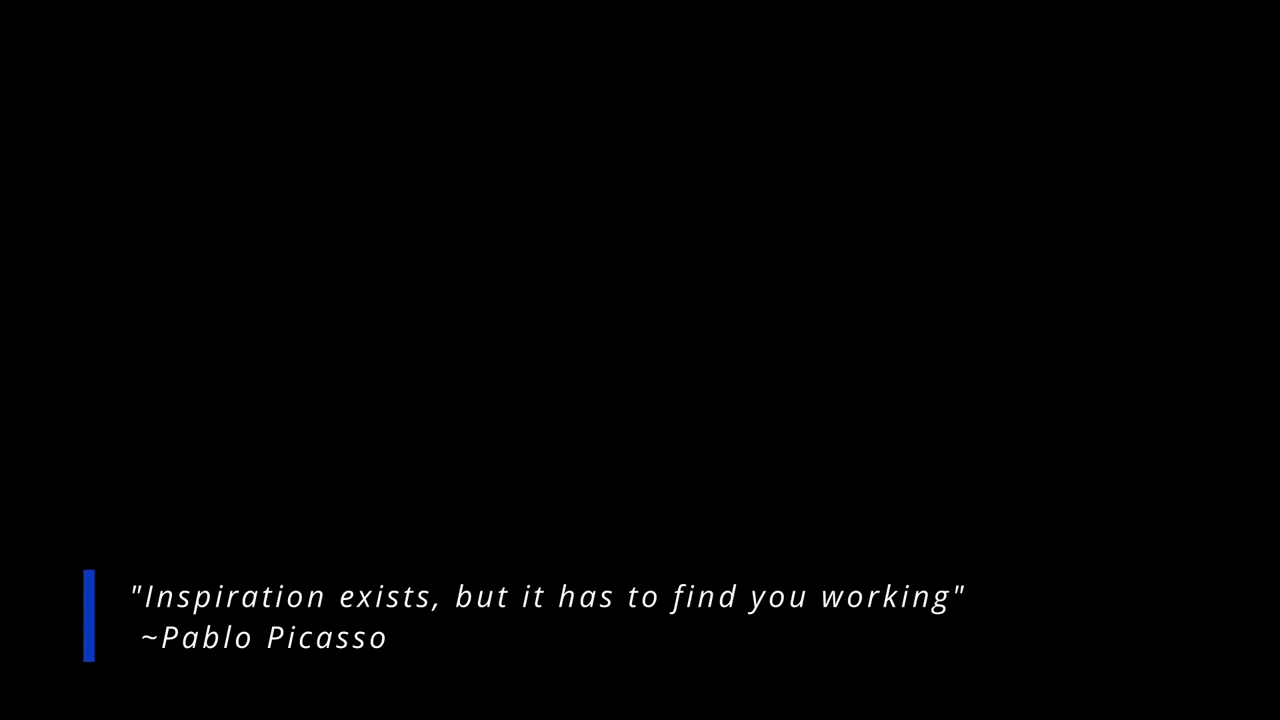 "Inspiration exists, but it has to find you working"
~Pablo Picasso